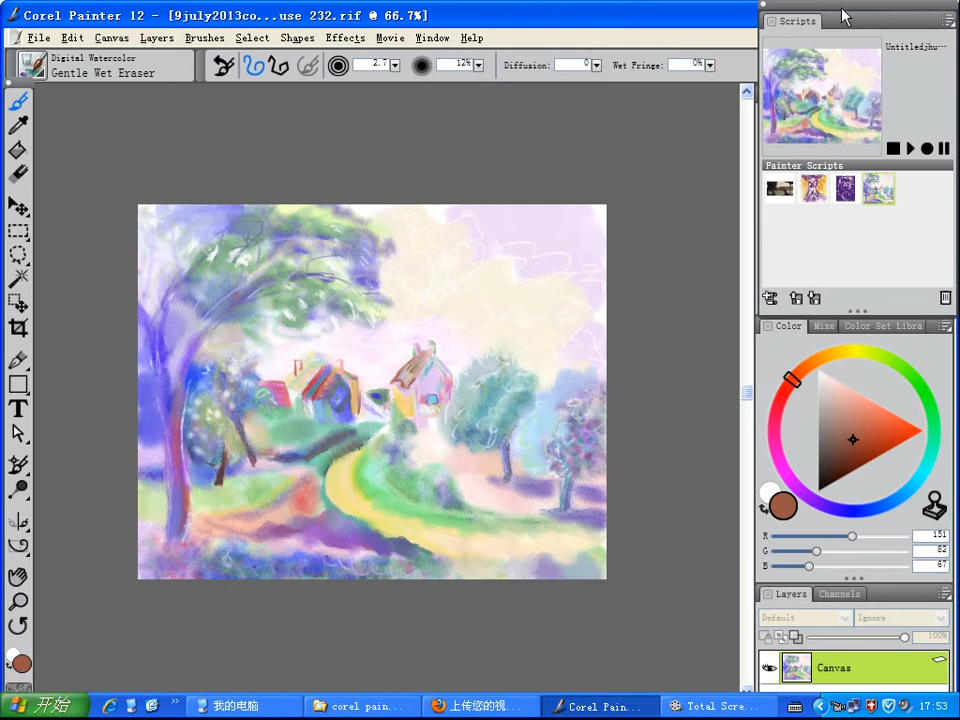 Corel Painter 12 - [9july2013co...use 232.rif @ 66.7%]
File Edit Canvas Layers Brushes Select Shapes Effects Movie Window Help
Digital Watercolor
Gentle Wet Eraser
2.7
12%
Diffusion: 0
Wet Fringe: 0%
Scripts
Untitledjhu...
Painter Scripts
Color Mixe Color Set Libra
R 151
G 82
B 67
Layers Channels
Default Ignore
100%
Canvas
开始
我的电脑
corel pain...
上传您的视...
Corel Pain...
Total Scre...
17:53